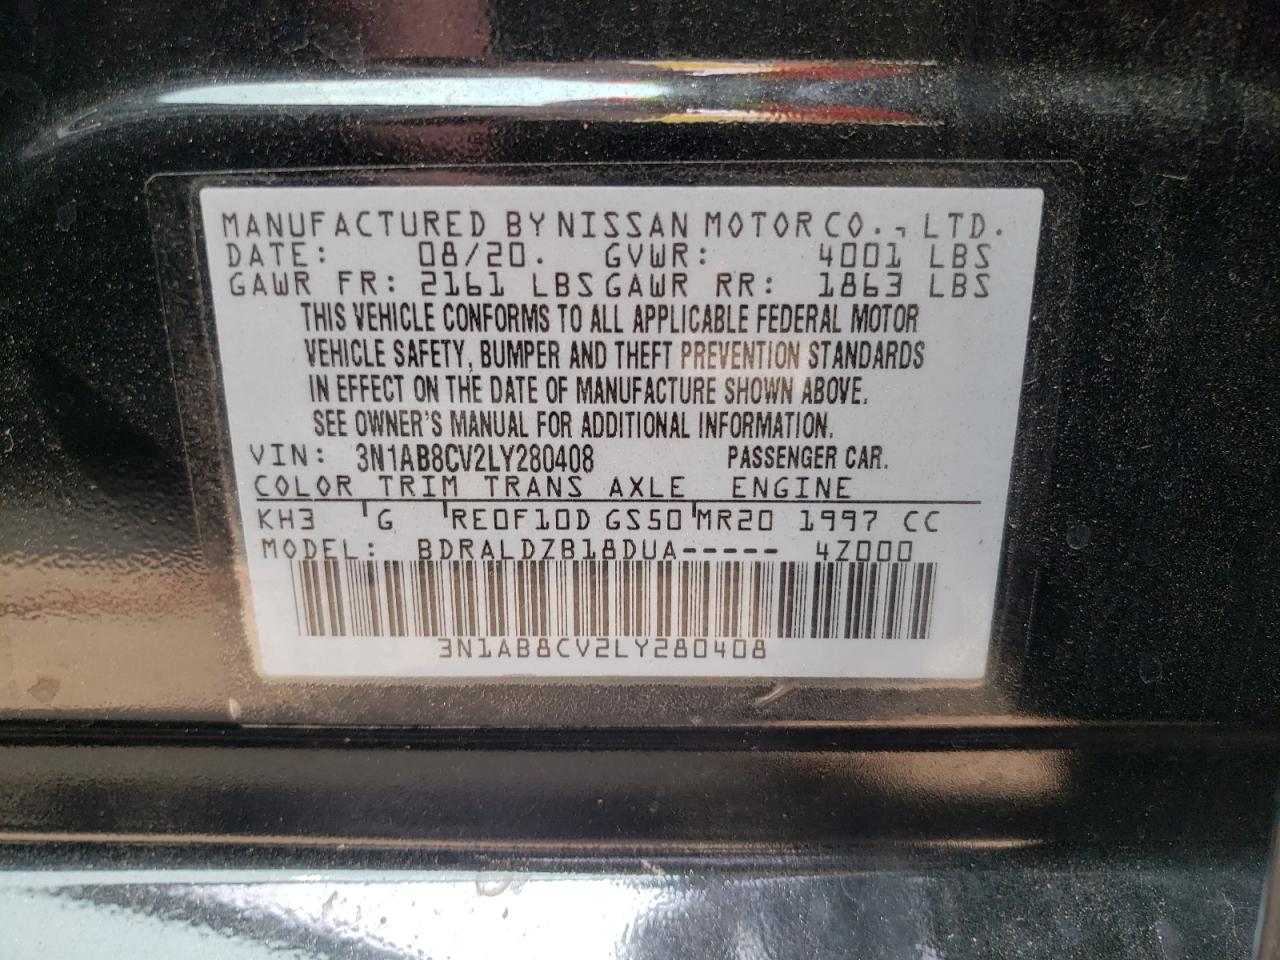 MANUFACTURED BY NISSAN MOTOR CO., LTD.
DATE: 08/20. GVWR: 4001 LBS
GAWR FR: 2161 LBS GAWR RR: 1863 LBS
THIS VEHICLE CONFORMS TO ALL APPLICABLE FEDERAL MOTOR
VEHICLE SAFETY, BUMPER AND THEFT PREVENTION STANDARDS
IN EFFECT ON THE DATE OF MANUFACTURE SHOWN ABOVE.
SEE OWNER'S MANUAL FOR ADDITIONAL INFORMATION.
VIN: 3N1AB8CV2LY280408 PASSENGER CAR.
COLOR TRIM TRANS AXLE ENGINE
KH3 'G 'RE0F10D GS50'MR20 1997 CC
MODEL: BDRALDZB18DUA----- 4Z000
3N1AB8CV2LY280408